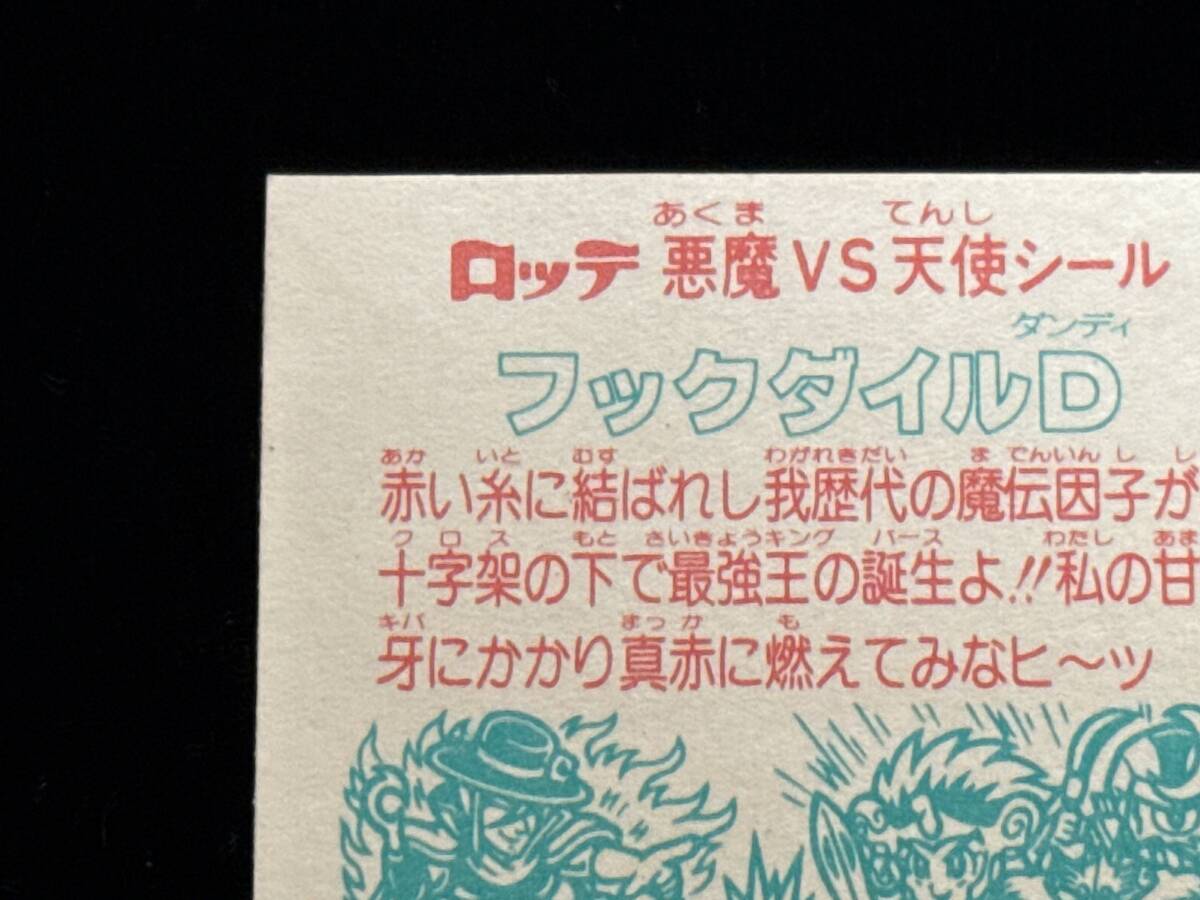 あくま てんし
ロッテ 悪魔VS天使シール
ダンディ
フックダイルD
あか いと むす わがれきだい ま でんいん し し
赤い糸に結ばれし我歴代の魔伝因子が
クロス もと さいきょうキング バース わたし あま
十字架の下で最強王の誕生よ!!私の甘
キバ まっか も
牙にかかり真赤に燃えてみなヒ〜ッ